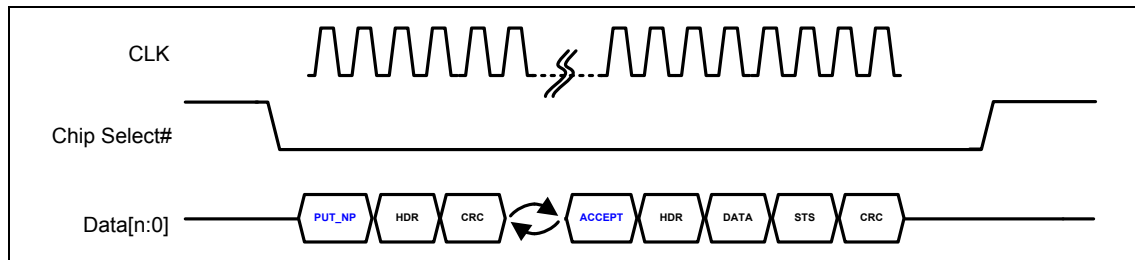 CLK
Chip Select#
Data[n:0] PUT_NP HDR CRC ACCEPT HDR DATA STS CRC